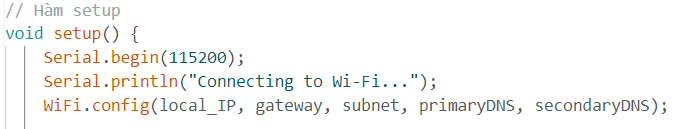 // Hàm setup
void setup() {
Serial.begin(115200);
Serial.println("Connecting to Wi-Fi...");
WiFi.config(local_IP, gateway, subnet, primaryDNS, secondaryDNS);